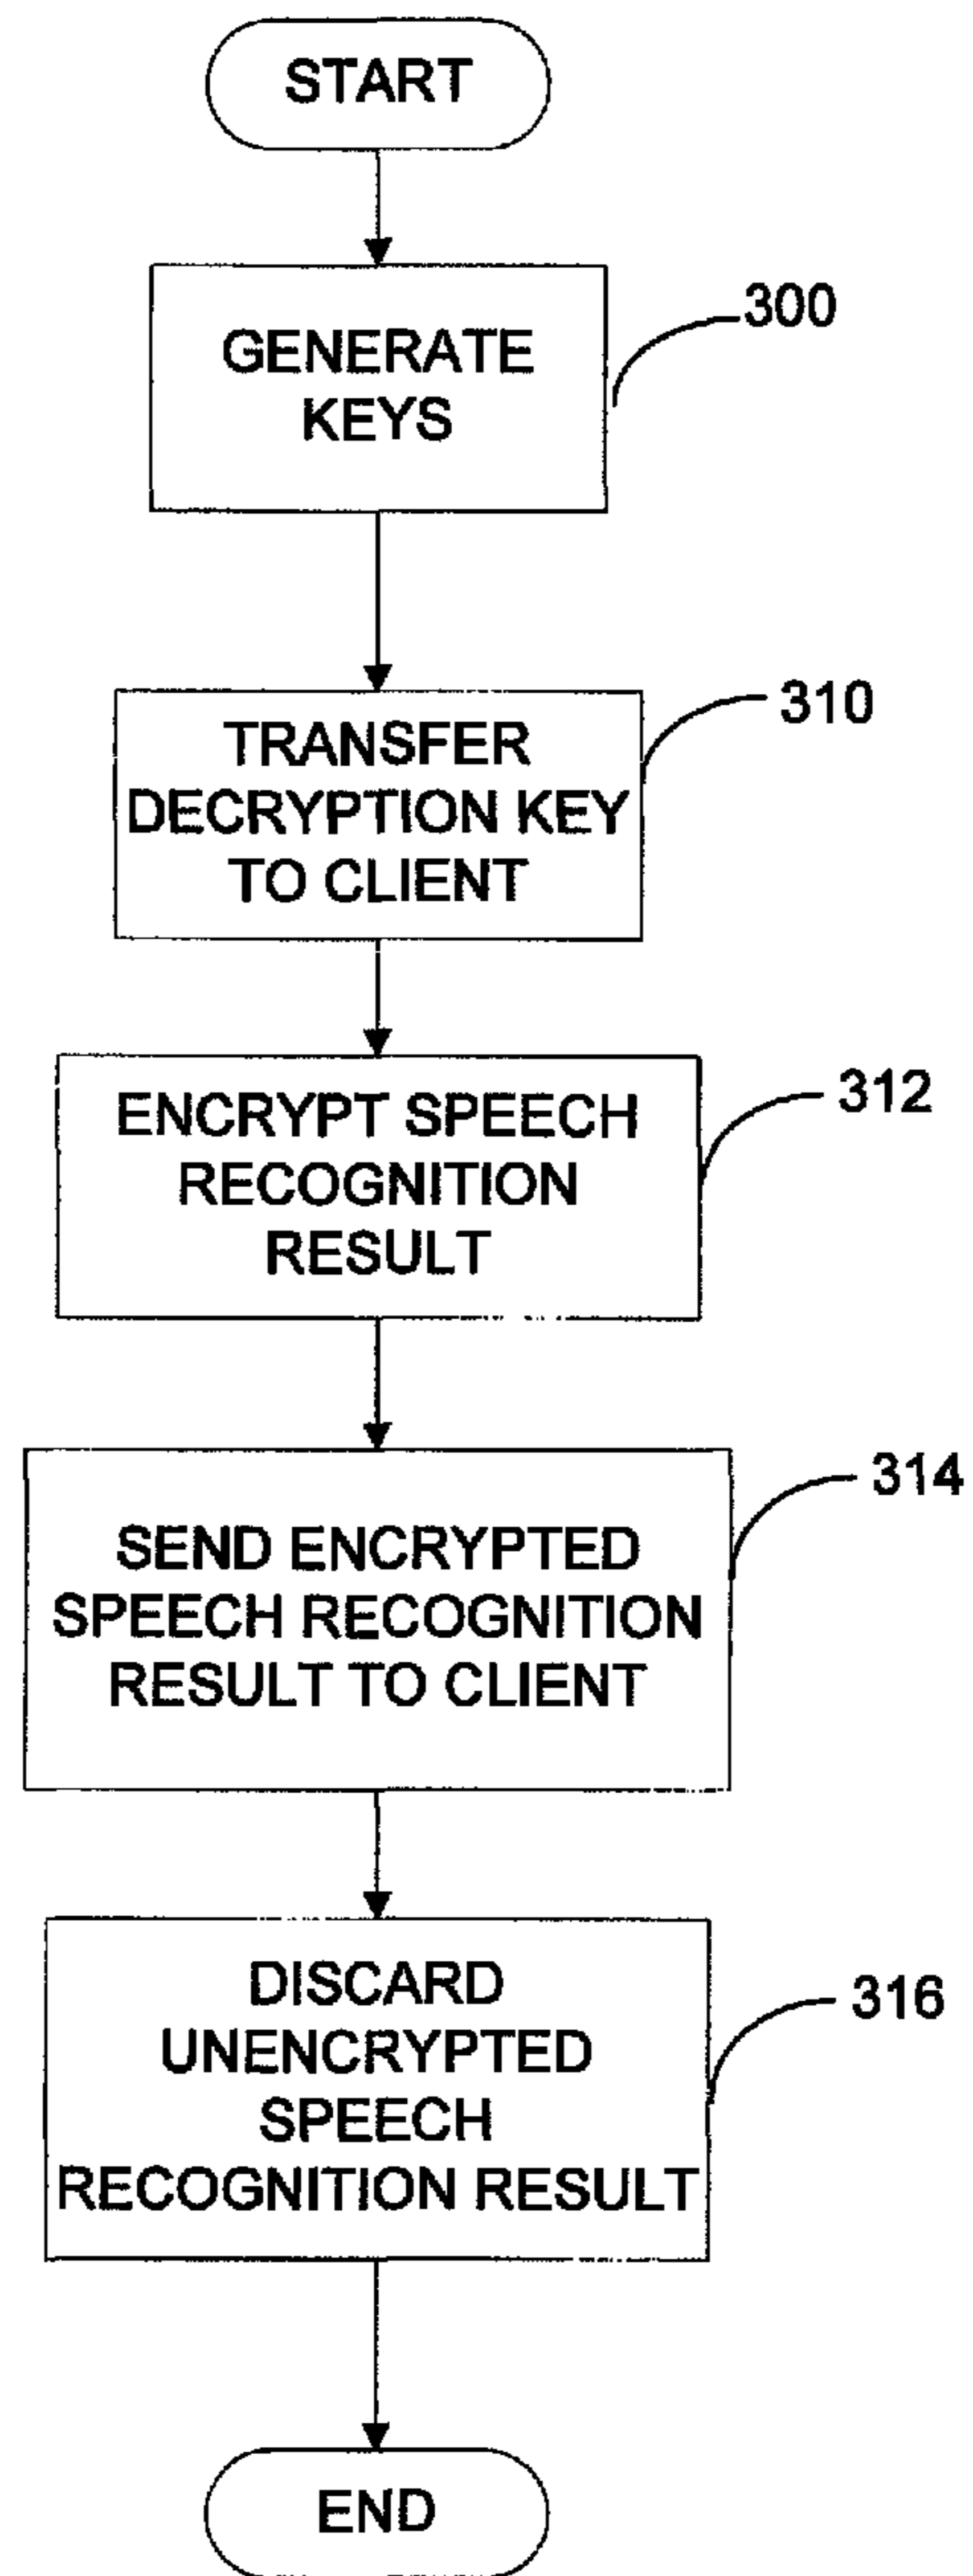 START
GENERATE
KEYS
300
TRANSFER
DECRYPTION KEY
TO CLIENT
310
ENCRYPT SPEECH
RECOGNITION
RESULT
312
SEND ENCRYPTED
SPEECH RECOGNITION
RESULT TO CLIENT
314
DISCARD
UNENCRYPTED
SPEECH
RECOGNITION RESULT
316
END